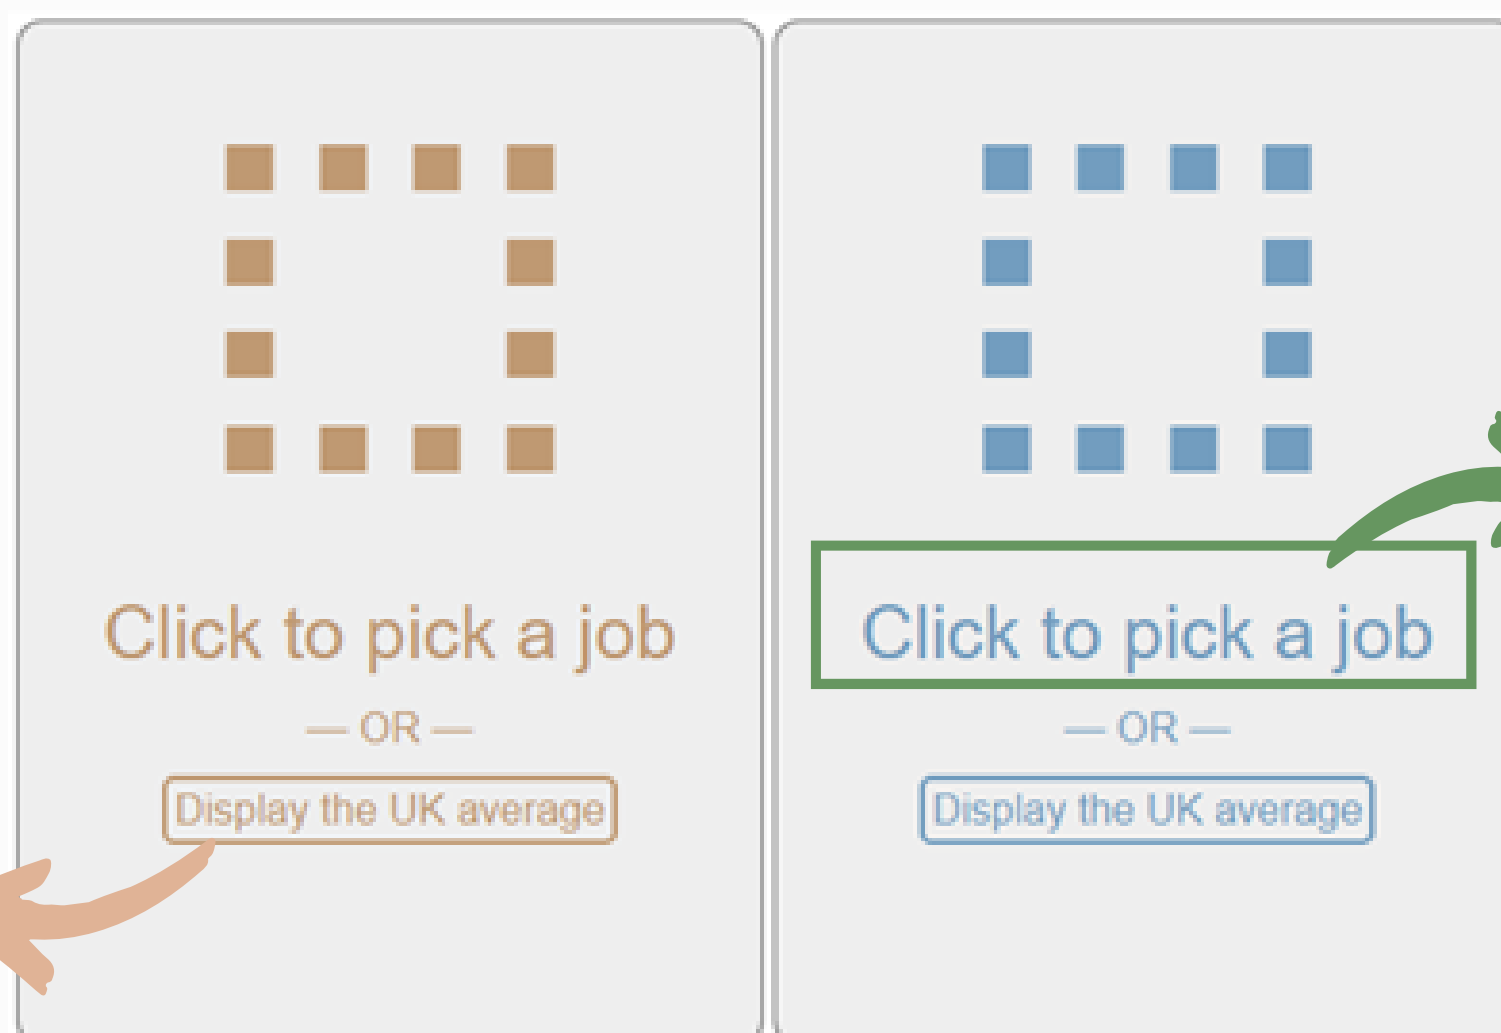 Click to pick a job
— OR —
Display the UK average
Click to pick a job
— OR —
Display the UK average